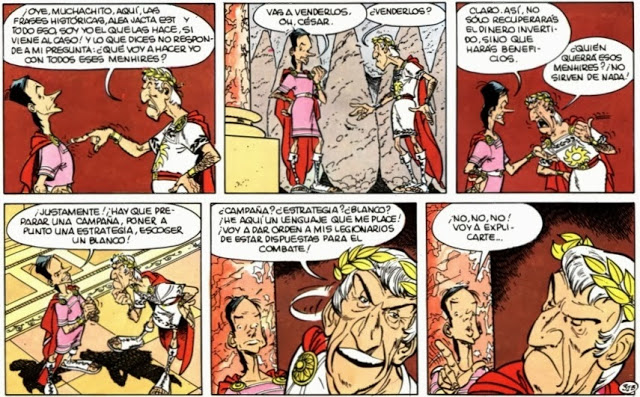 ¡OYE, MUCHACHITO, AQUÍ, LAS
FRASES HISTÓRICAS, ALEA JACTA EST Y
TODO ESO, SOY YO EL QUE LAS HACE, SI
VIENE AL CASO! Y LO QUE DICES NO RESPON-
DE A MI PREGUNTA: ¿QUÉ VOY A HACER YO
CON TODOS ESES MENHIRES?
VAS A VENDERLOS,
OH, CÉSAR.
¿VENDERLOS?
CLARO. ASÍ, NO
SÓLO RECUPERARÁS
EL DINERO INVERTI-
DO, SINO QUE
HARÁS BENEFI-
CIOS.
¿QUIÉN
QUERRÁ ESOS
MENHIRES? ¡NO
SIRVEN DE NADA!
¡JUSTAMENTE! ¡HAY QUE PRE-
PARAR UNA CAMPAÑA, PONER A
PUNTO UNA ESTRATEGIA, ESCOGER
UN BLANCO!
¿CAMPAÑA? ¿ESTRATEGIA? ¿BLANCO?
¡HE AQUÍ UN LENGUAJE QUE ME PLACE!
¡VOY A DAR ORDEN A MIS LEGIONARIOS
DE ESTAR DISPUESTAS PARA EL
COMBATE!
¡NO, NO, NO!
VOY A EXPLI-
CARTE...